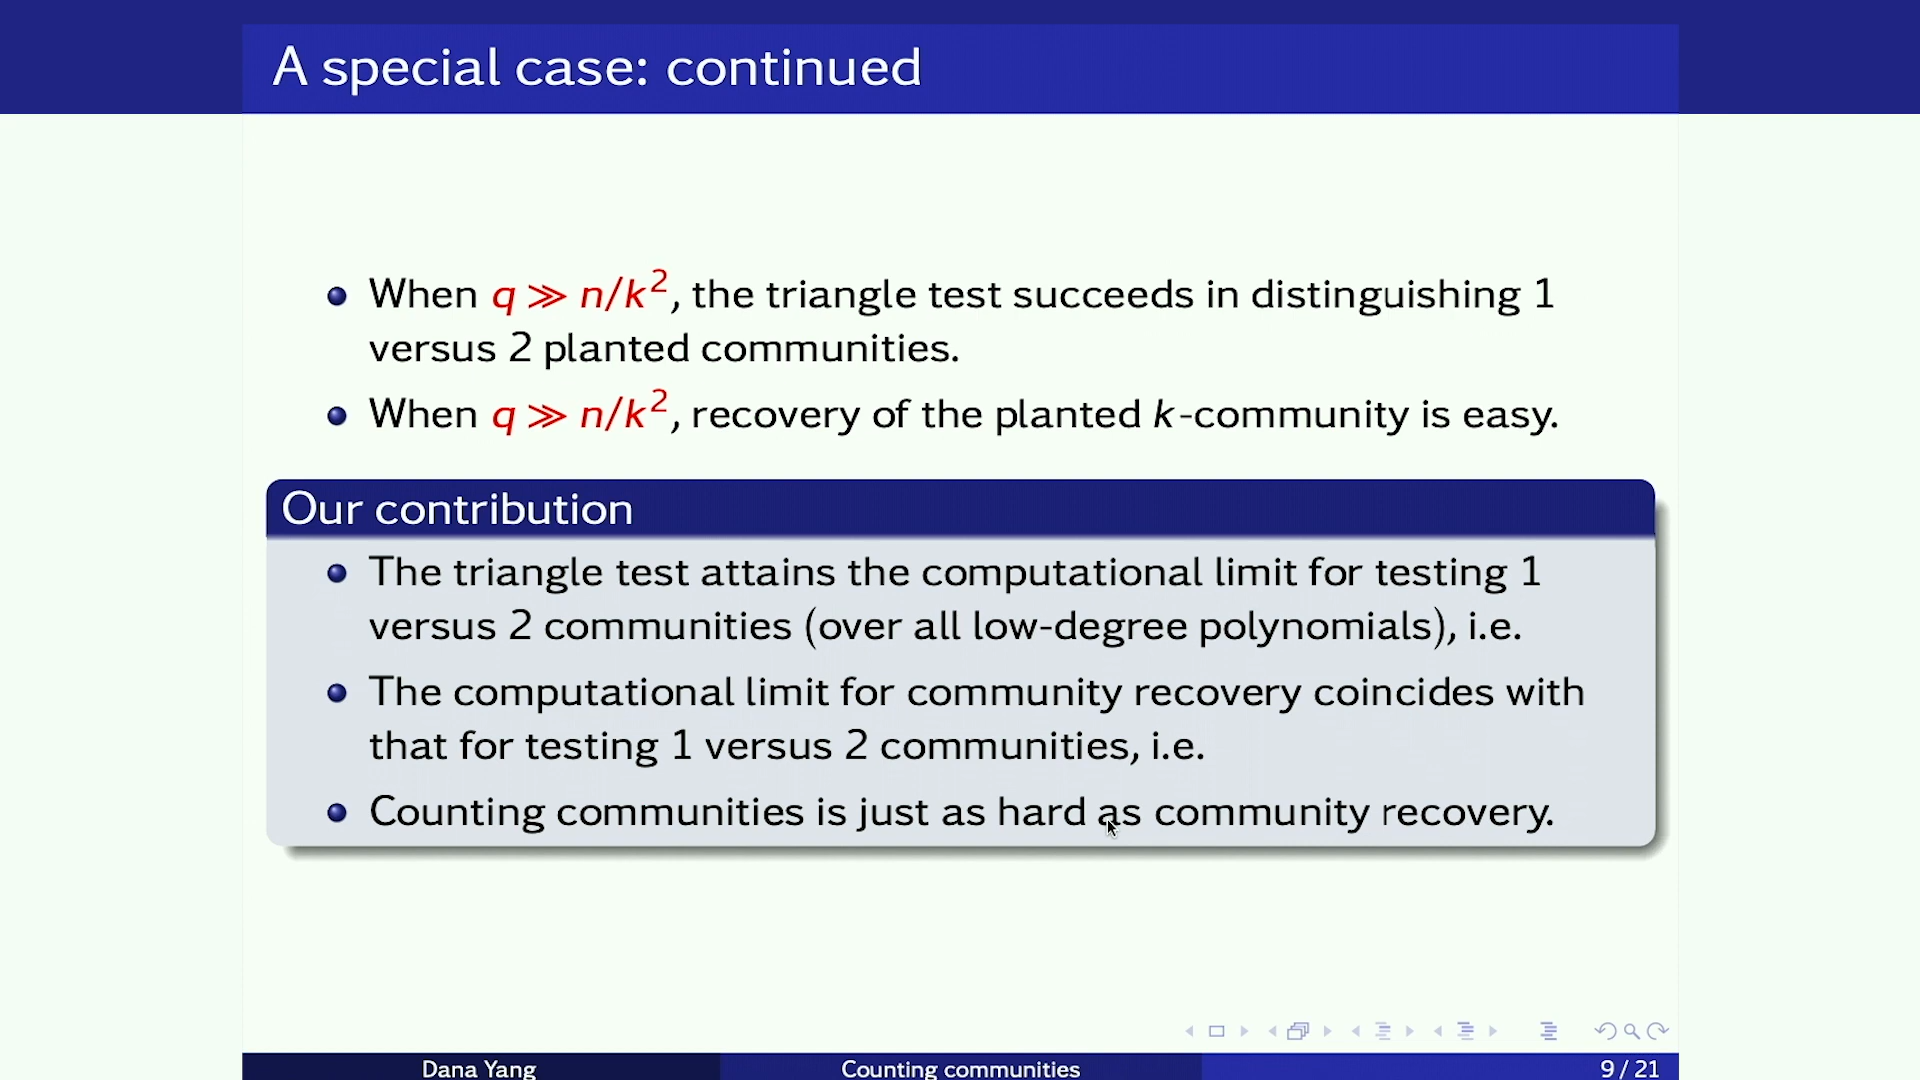 A special case: continued
• When q ≫ n/k², the triangle test succeeds in distinguishing 1
versus 2 planted communities.
• When q ≫ n/k², recovery of the planted k-community is easy.
Our contribution
• The triangle test attains the computational limit for testing 1
versus 2 communities (over all low-degree polynomials), i.e.
• The computational limit for community recovery coincides with
that for testing 1 versus 2 communities, i.e.
• Counting communities is just as hard as community recovery.
Dana Yang
Counting communities
9 / 21